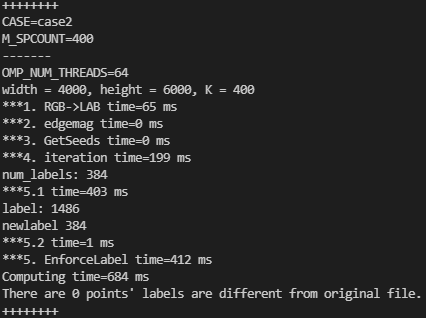 ++++++++
CASE=case2
M_SPCOUNT=400
-------
OMP_NUM_THREADS=64
width = 4000, height = 6000, K = 400
***1. RGB->LAB time=65 ms
***2. edgemag time=0 ms
***3. GetSeeds time=0 ms
***4. iteration time=199 ms
num_labels: 384
***5.1 time=403 ms
label: 1486
newlabel 384
***5.2 time=1 ms
***5. EnforceLabel time=412 ms
Computing time=684 ms
There are 0 points' labels are different from original file.
++++++++